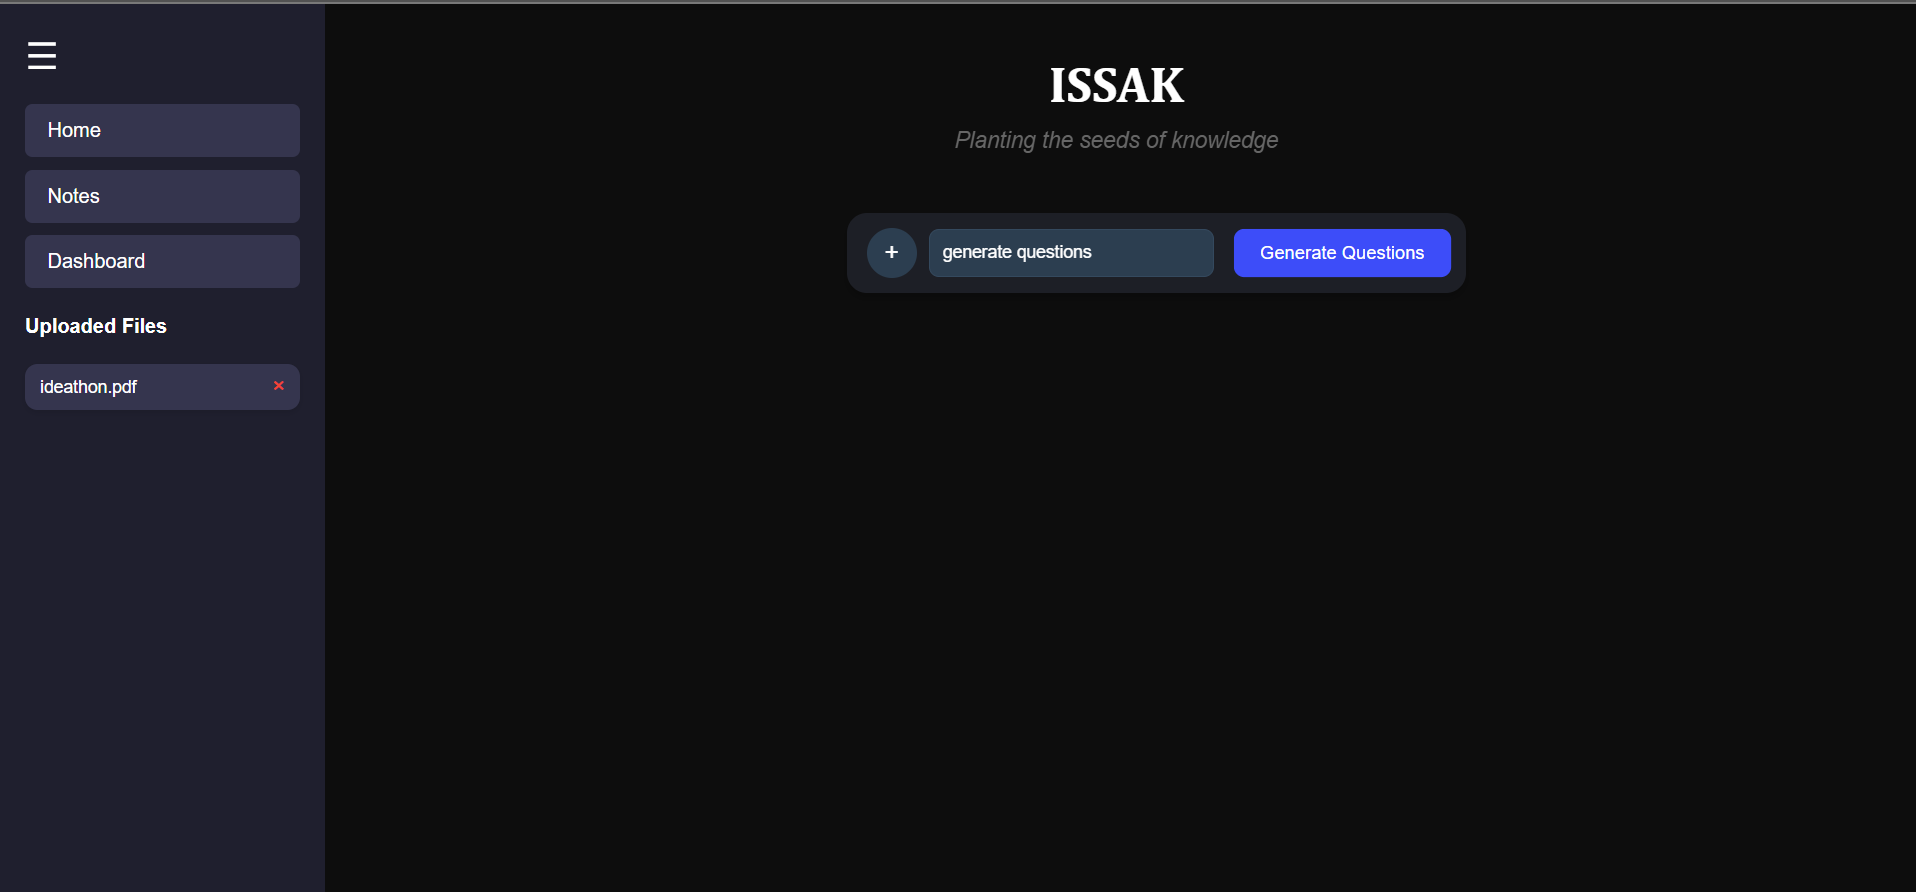 ☰
Home
Notes
Dashboard
Uploaded Files
ideathon.pdf ×
ISSAK
Planting the seeds of knowledge
+ generate questions Generate Questions